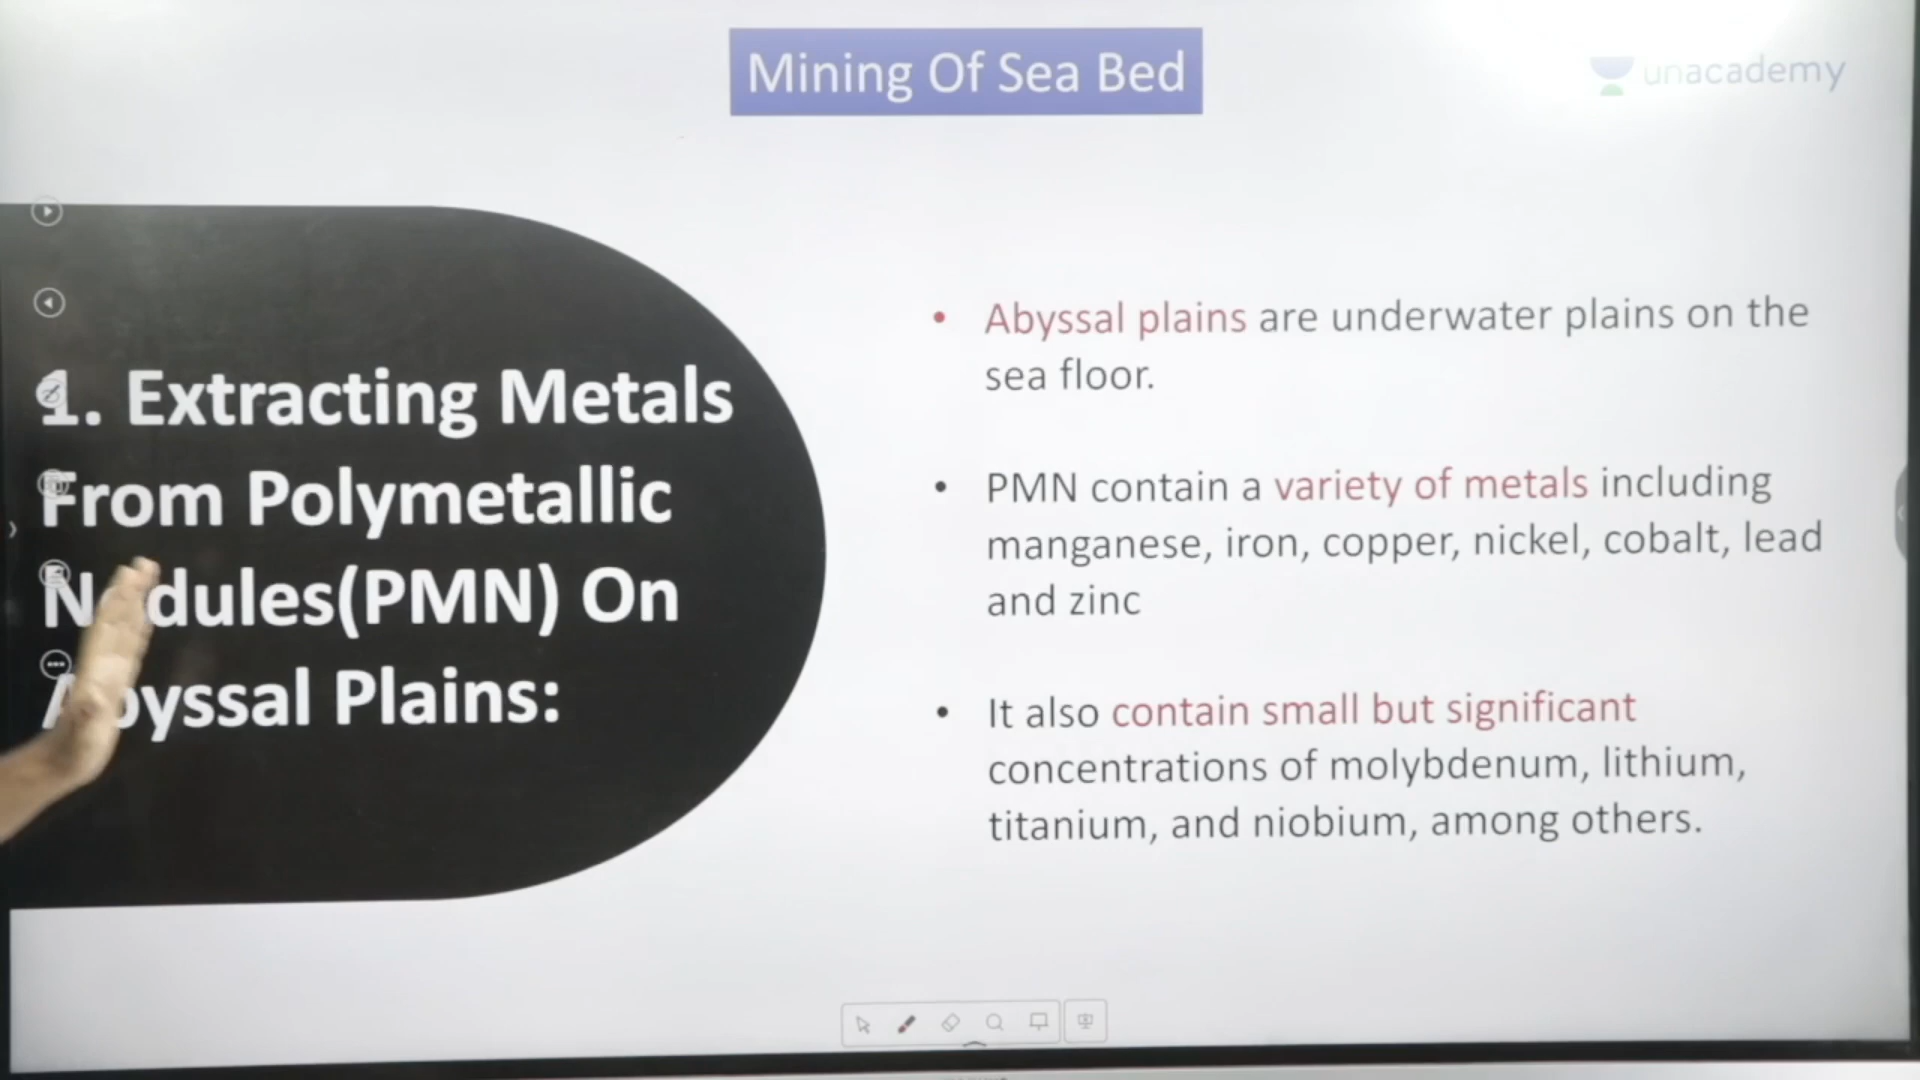 Mining Of Sea Bed
unacademy
1. Extracting Metals
From Polymetallic
Nodules(PMN) On
Abyssal Plains:
• Abyssal plains are underwater plains on the
sea floor.
• PMN contain a variety of metals including
manganese, iron, copper, nickel, cobalt, lead
and zinc
• It also contain small but significant
concentrations of molybdenum, lithium,
titanium, and niobium, among others.